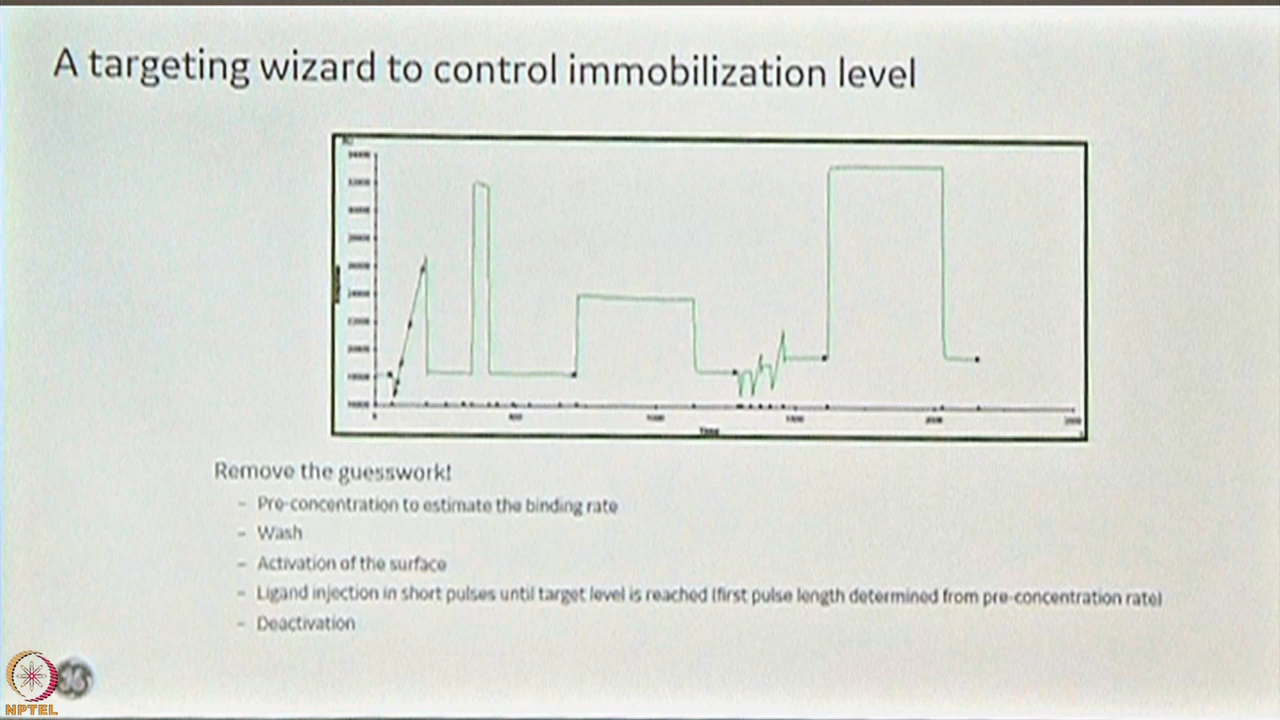 A targeting wizard to control immobilization level
Time
Remove the guesswork!
- Pre-concentration to estimate the binding rate
- Wash
- Activation of the surface
- Ligand injection in short pulses until target level is reached (first pulse length determined from pre-concentration rate)
- Deactivation
NPTEL